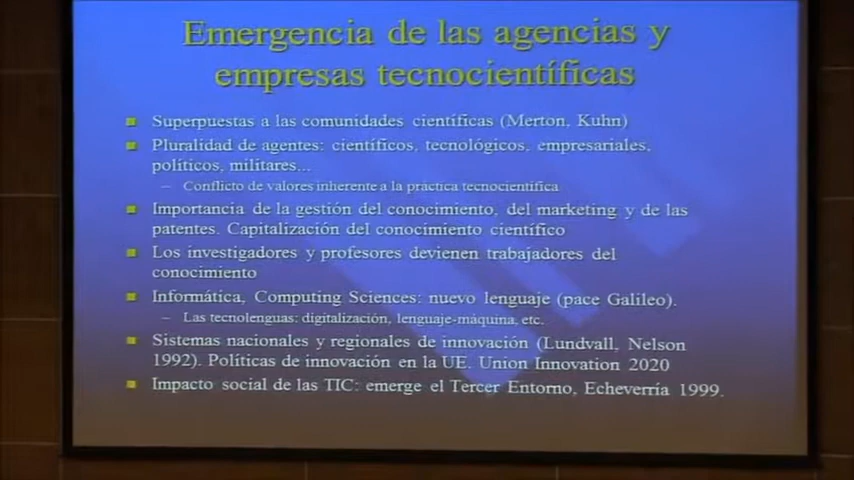 Emergencia de las agencias y
empresas tecnocientíficas
Superpuestas a las comunidades científicas (Merton, Kuhn)
Pluralidad de agentes: científicos, tecnológicos, empresariales,
políticos, militares...
– Conflicto de valores inherente a la práctica tecnocientífica
Importancia de la gestión del conocimiento, del marketing y de las
patentes. Capitalización del conocimiento científico
Los investigadores y profesores devienen trabajadores del
conocimiento
Informática, Computing Sciences: nuevo lenguaje (pace Galileo).
– Las tecnolenguas: digitalización, lenguaje-máquina, etc.
Sistemas nacionales y regionales de innovación (Lundvall, Nelson
1992). Políticas de innovación en la UE. Union Innovation 2020
Impacto social de las TIC: emerge el Tercer Entorno, Echeverría 1999.